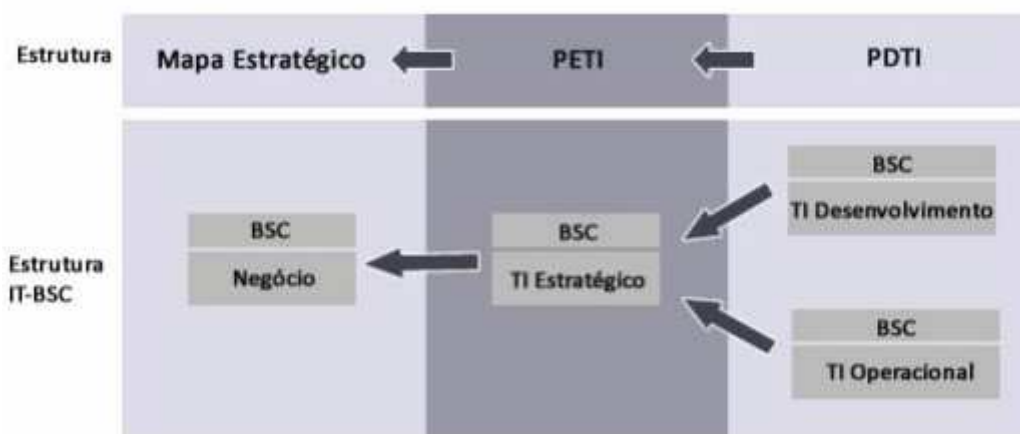 Estrutura
Mapa Estratégico
PETI
PDTI
Estrutura
IT-BSC
BSC
Negócio
BSC
TI Estratégico
BSC
TI Desenvolvimento
BSC
TI Operacional